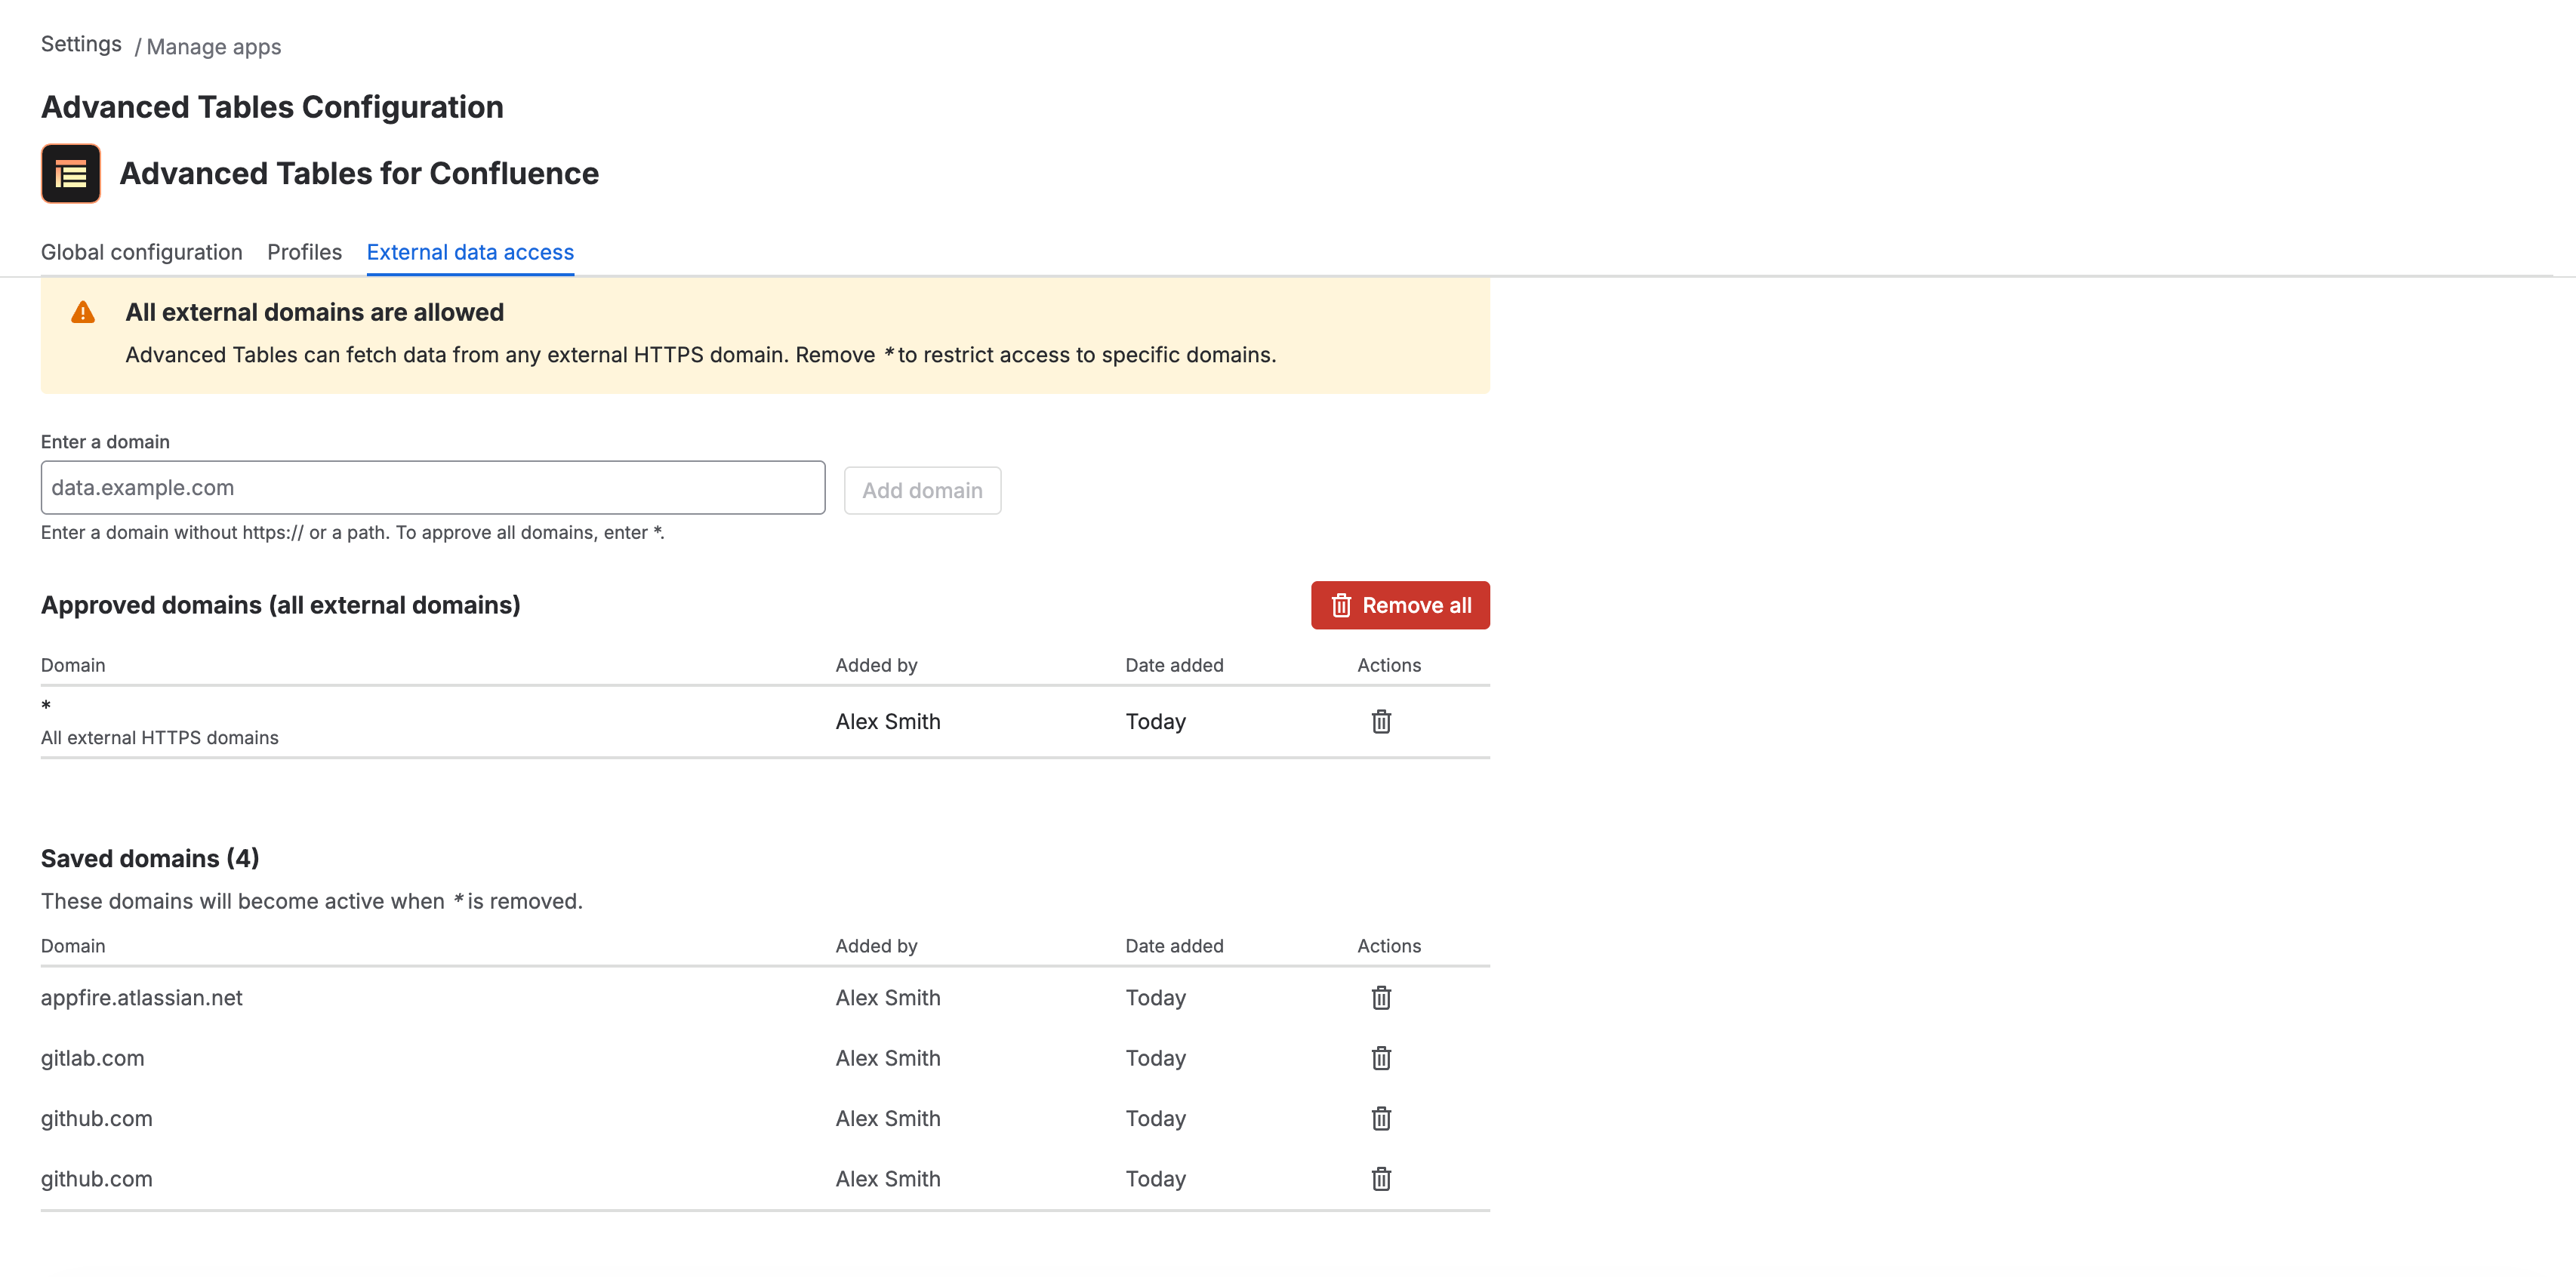 Settings / Manage apps
Advanced Tables Configuration
Advanced Tables for Confluence
Global configuration Profiles External data access
All external domains are allowed
Advanced Tables can fetch data from any external HTTPS domain. Remove * to restrict access to specific domains.
Enter a domain
data.example.com Add domain
Enter a domain without https:// or a path. To approve all domains, enter *.
Approved domains (all external domains) Remove all
Domain Added by Date added Actions
*
All external HTTPS domains Alex Smith Today
Saved domains (4)
These domains will become active when * is removed.
Domain Added by Date added Actions
appfire.atlassian.net Alex Smith Today
gitlab.com Alex Smith Today
github.com Alex Smith Today
github.com Alex Smith Today